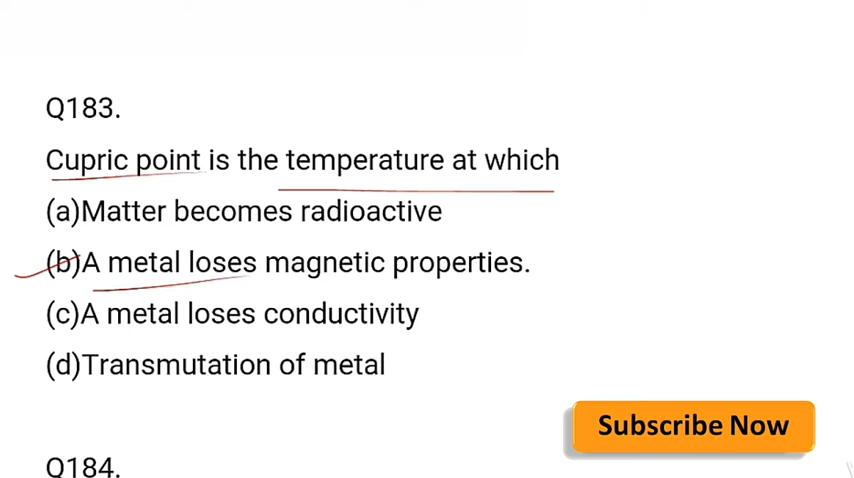 Q183.
Cupric point is the temperature at which
(a)Matter becomes radioactive
(b)A metal loses magnetic properties.
(c)A metal loses conductivity
(d)Transmutation of metal
Subscribe Now
Q184.